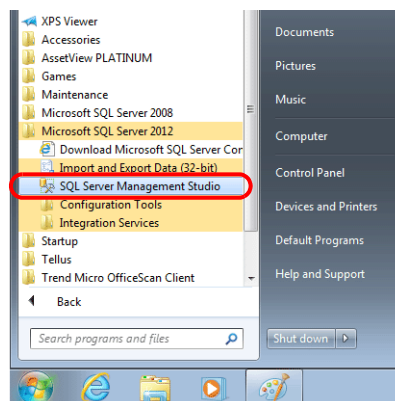 XPS Viewer
Accessories
AssetView PLATINUM
Games
Maintenance
Microsoft SQL Server 2008
Microsoft SQL Server 2012
Download Microsoft SQL Server Cor
Import and Export Data (32-bit)
SQL Server Management Studio
Configuration Tools
Integration Services
Startup
Tellus
Trend Micro OfficeScan Client
Back
Search programs and files
Documents
Pictures
Music
Computer
Control Panel
Devices and Printers
Default Programs
Help and Support
Shut down